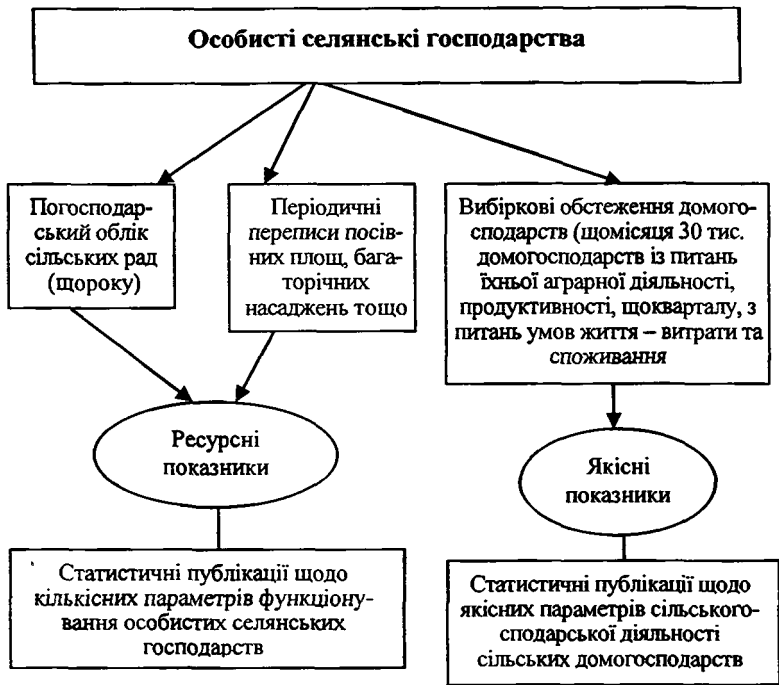 Особисті селянські господарства
Погосподар-
ський облік
сільських рад
(щороку)
Періодичні
переписи посів-
них площ, бага-
торічних
насаджень тощо
Вибіркові обстеження домого-
сподарств (щомісяця 30 тис.
домогосподарств із питань
їхньої аграрної діяльності,
продуктивності, щокварталу, з
питань умов життя – витрати та
споживання
Ресурсні
показники
Якісні
показники
Статистичні публікації щодо
кількісних параметрів функціону-
вання особистих селянських
господарств
Статистичні публікації щодо
якісних параметрів сільського-
сподарської діяльності
сільських домогосподарств